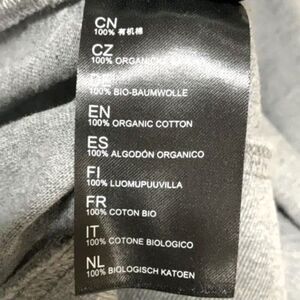 CN
100% 有机棉
CZ
100% ORGANICKÁ
100% BIO-BAUMWOLLE
EN
100% ORGANIC COTTON
ES
100% ALGODÓN ORGANICO
FI
100% LUOMUPUUVILLA
FR
100% COTON BIO
IT
100% COTONE BIOLOGICO
NL
100% BIOLOGISCH KATOEN